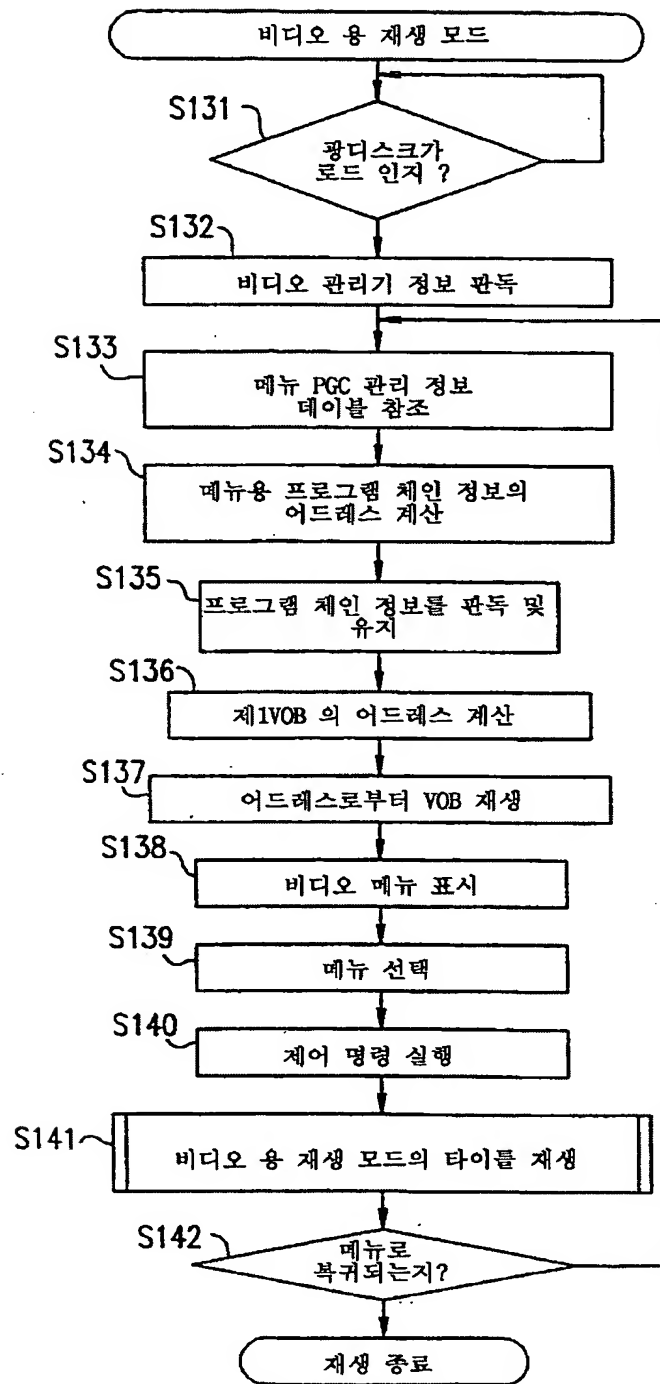 비디오 용 재생 모드
S131
광디스크가
로드 인지 ?
S132
비디오 관리기 정보 판독
S133
메뉴 PGC 관리 정보
테이블 참조
S134
메뉴용 프로그램 체인 정보의
어드레스 계산
S135
프로그램 체인 정보를 판독 및
유지
S136
제1VOB 의 어드레스 계산
S137
어드레스로부터 VOB 재생
S138
비디오 메뉴 표시
S139
메뉴 선택
S140
제어 명령 실행
S141
비디오 용 재생 모드의 타이틀 재생
S142
메뉴로
복귀되는지?
재생 종료